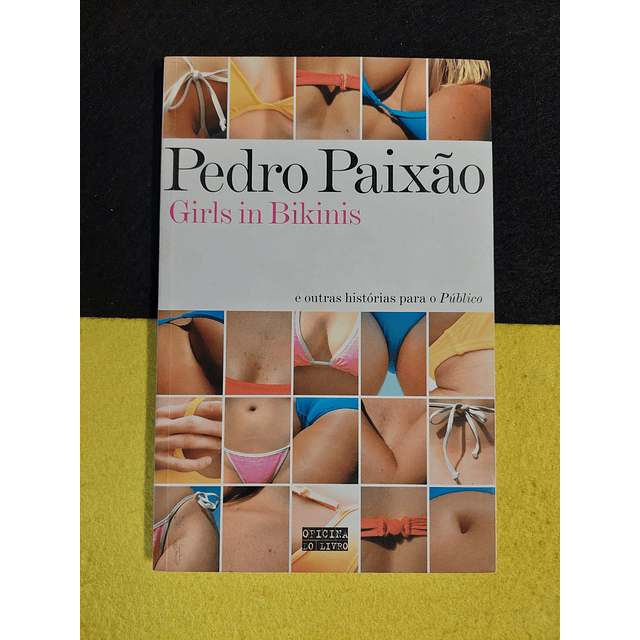 Pedro Paixão
Girls in Bikinis
e outras histórias para o Público
OFICINA
DO LIVRO